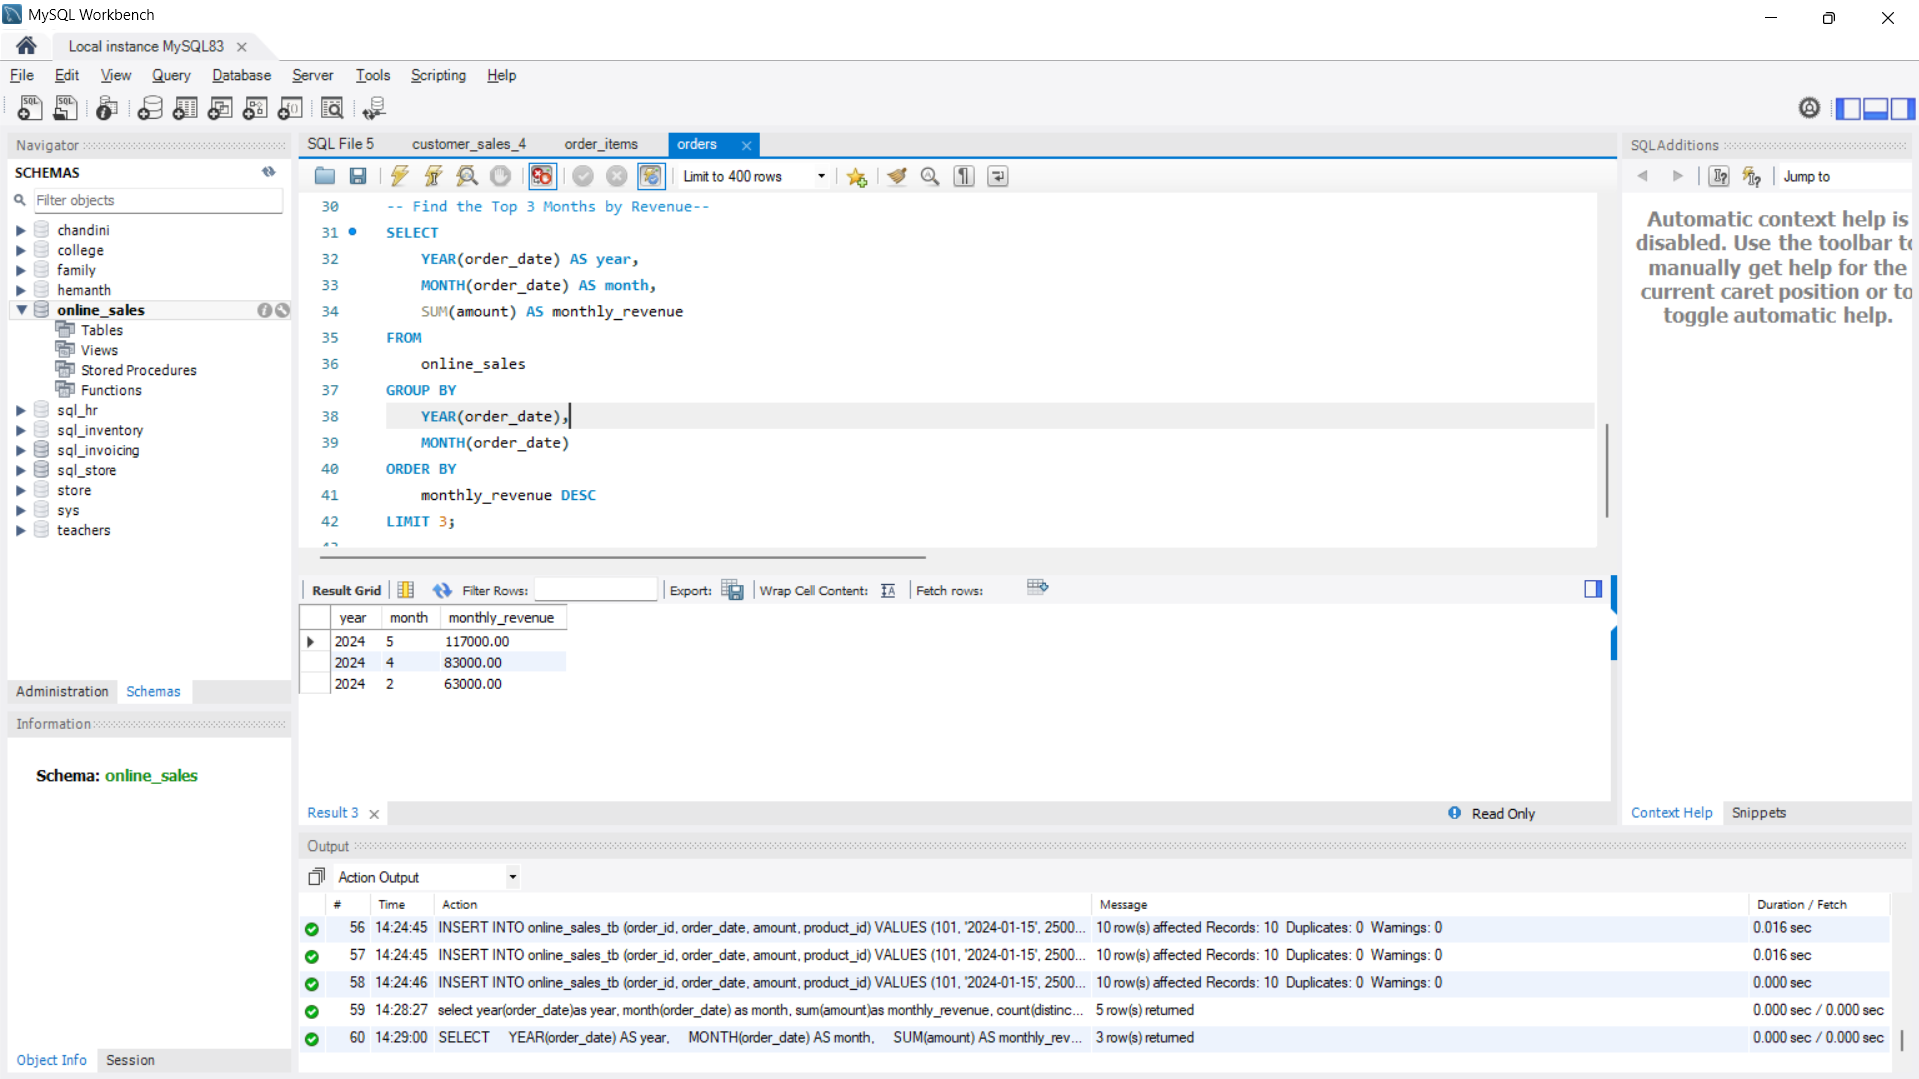 MySQL Workbench
Local instance MySQL83
File Edit View Query Database Server Tools Scripting Help
Navigator
SCHEMAS
Filter objects
chandini
college
family
hemanth
online_sales
Tables
Views
Stored Procedures
Functions
sql_hr
sql_inventory
sql_invoicing
sql_store
store
sys
teachers
Administration Schemas
Information
Schema: online_sales
Object Info Session
SQL File 5 customer_sales_4 order_items orders
Limit to 400 rows
30 -- Find the Top 3 Months by Revenue--
31 SELECT
32 YEAR(order_date) AS year,
33 MONTH(order_date) AS month,
34 SUM(amount) AS monthly_revenue
35 FROM
36 online_sales
37 GROUP BY
38 YEAR(order_date),
39 MONTH(order_date)
40 ORDER BY
41 monthly_revenue DESC
42 LIMIT 3;
Result Grid Filter Rows: Export: Wrap Cell Content: Fetch rows:
year month monthly_revenue
2024 5 117000.00
2024 4 83000.00
2024 2 63000.00
Result 3
Read Only
SQLAdditions
Jump to
Automatic context help is
disabled. Use the toolbar to
manually get help for the
current caret position or to
toggle automatic help.
Context Help Snippets
Output
Action Output
# Time Action Message Duration / Fetch
56 14:24:45 INSERT INTO online_sales_tb (order_id, order_date, amount, product_id) VALUES (101, '2024-01-15', 2500... 10 row(s) affected Records: 10 Duplicates: 0 Warnings: 0 0.016 sec
57 14:24:45 INSERT INTO online_sales_tb (order_id, order_date, amount, product_id) VALUES (101, '2024-01-15', 2500... 10 row(s) affected Records: 10 Duplicates: 0 Warnings: 0 0.016 sec
58 14:24:46 INSERT INTO online_sales_tb (order_id, order_date, amount, product_id) VALUES (101, '2024-01-15', 2500... 10 row(s) affected Records: 10 Duplicates: 0 Warnings: 0 0.000 sec
59 14:28:27 select year(order_date)as year, month(order_date) as month, sum(amount)as monthly_revenue, count(distinc... 5 row(s) returned 0.000 sec / 0.000 sec
60 14:29:00 SELECT YEAR(order_date) AS year, MONTH(order_date) AS month, SUM(amount) AS monthly_rev... 3 row(s) returned 0.000 sec / 0.000 sec